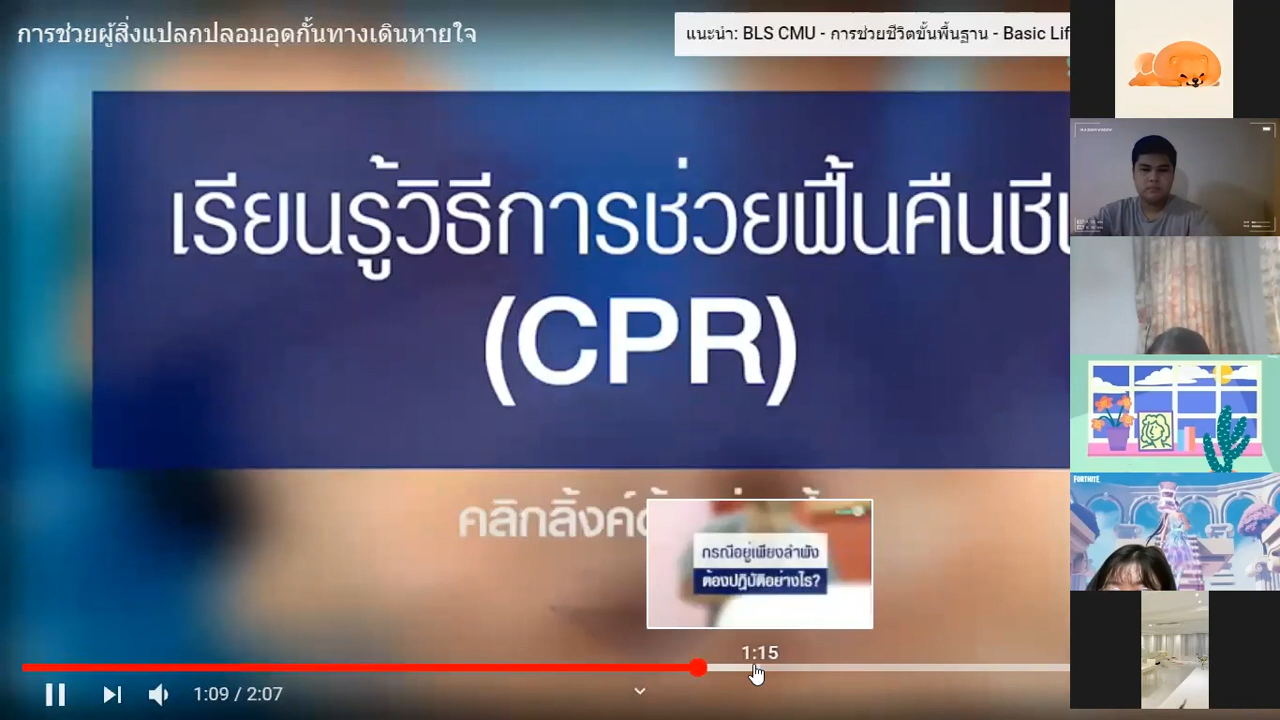 การช่วยผู้สิ่งแปลกปลอมอุดกั้นทางเดินหายใจ
แนะนำ: BLS CMU - การช่วยชีวิตขั้นพื้นฐาน - Basic Lif
เรียนรู้วิธีการช่วยฟื้นคืนชีพ
(CPR)
คลิกลิ้งค์
กรณีอยู่เพียงลำพัง
ต้องปฏิบัติอย่างไร?
1:15
1:09 / 2:07
FORTNITE